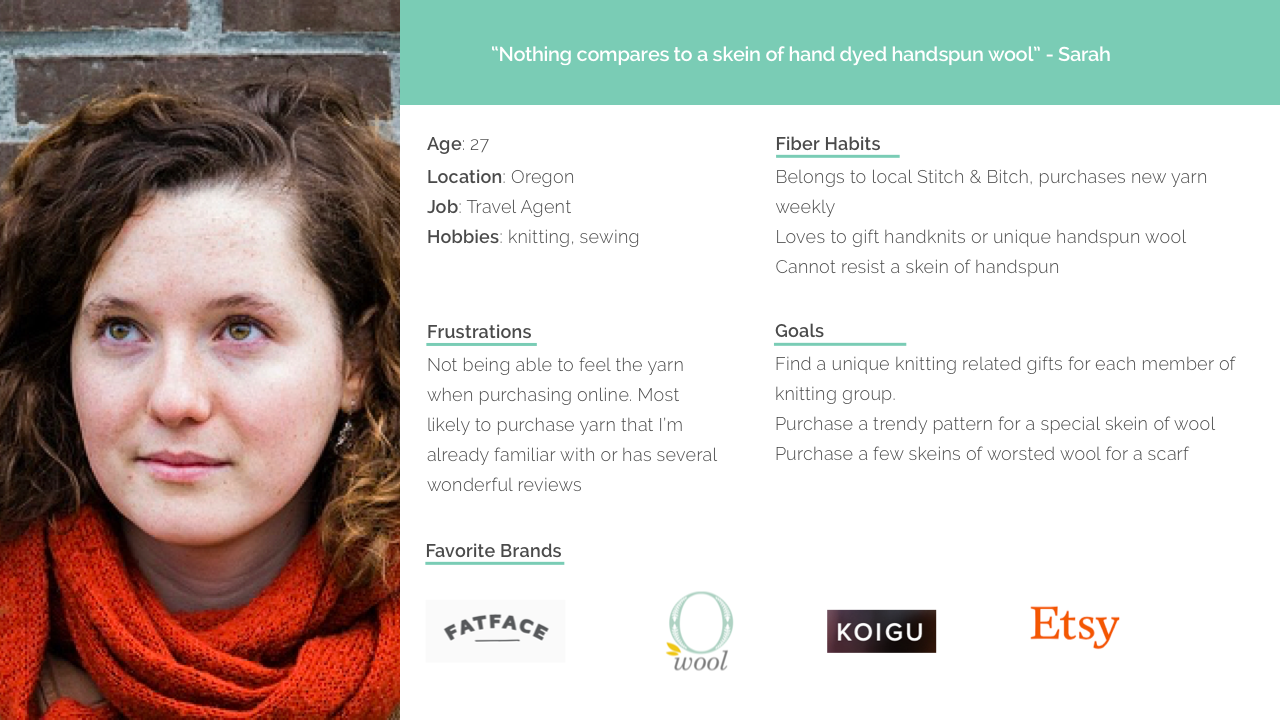 “Nothing compares to a skein of hand dyed handspun wool” - Sarah
Age: 27
Location: Oregon
Job: Travel Agent
Hobbies: knitting, sewing
Fiber Habits
Belongs to local Stitch & Bitch, purchases new yarn
weekly
Loves to gift handknits or unique handspun wool
Cannot resist a skein of handspun
Frustrations
Not being able to feel the yarn
when purchasing online. Most
likely to purchase yarn that I’m
already familiar with or has several
wonderful reviews
Goals
Find a unique knitting related gifts for each member of
knitting group.
Purchase a trendy pattern for a special skein of wool
Purchase a few skeins of worsted wool for a scarf
Favorite Brands
FATFACE
O
wool
KOIGU
Etsy